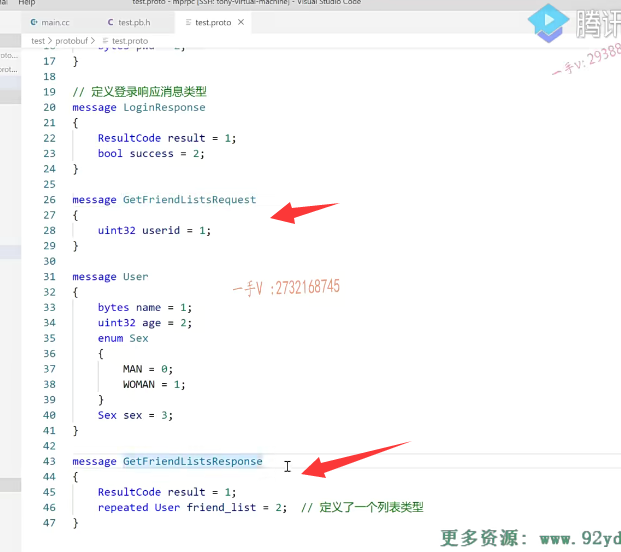 Help
test.proto - mprpc [SSH: tony-virtual-machine] - Visual Studio Code
main.cc
test.pb.h
test.proto ×
test > protobuf > test.proto
腾讯
一手v: 29388
17 }
18
19 // 定义登录响应消息类型
20 message LoginResponse
21 {
22 ResultCode result = 1;
23 bool success = 2;
24 }
25
26 message GetFriendListsRequest
27 {
28 uint32 userid = 1;
29 }
30
31 message User
32 {
33 bytes name = 1;
34 uint32 age = 2;
35 enum Sex
36 {
37 MAN = 0;
38 WOMAN = 1;
39 }
40 Sex sex = 3;
41 }
42
43 message GetFriendListsResponse
44 {
45 ResultCode result = 1;
46 repeated User friend_list = 2; // 定义了一个列表类型
47 }
一手V :2732168745
更多资源: www.92yd